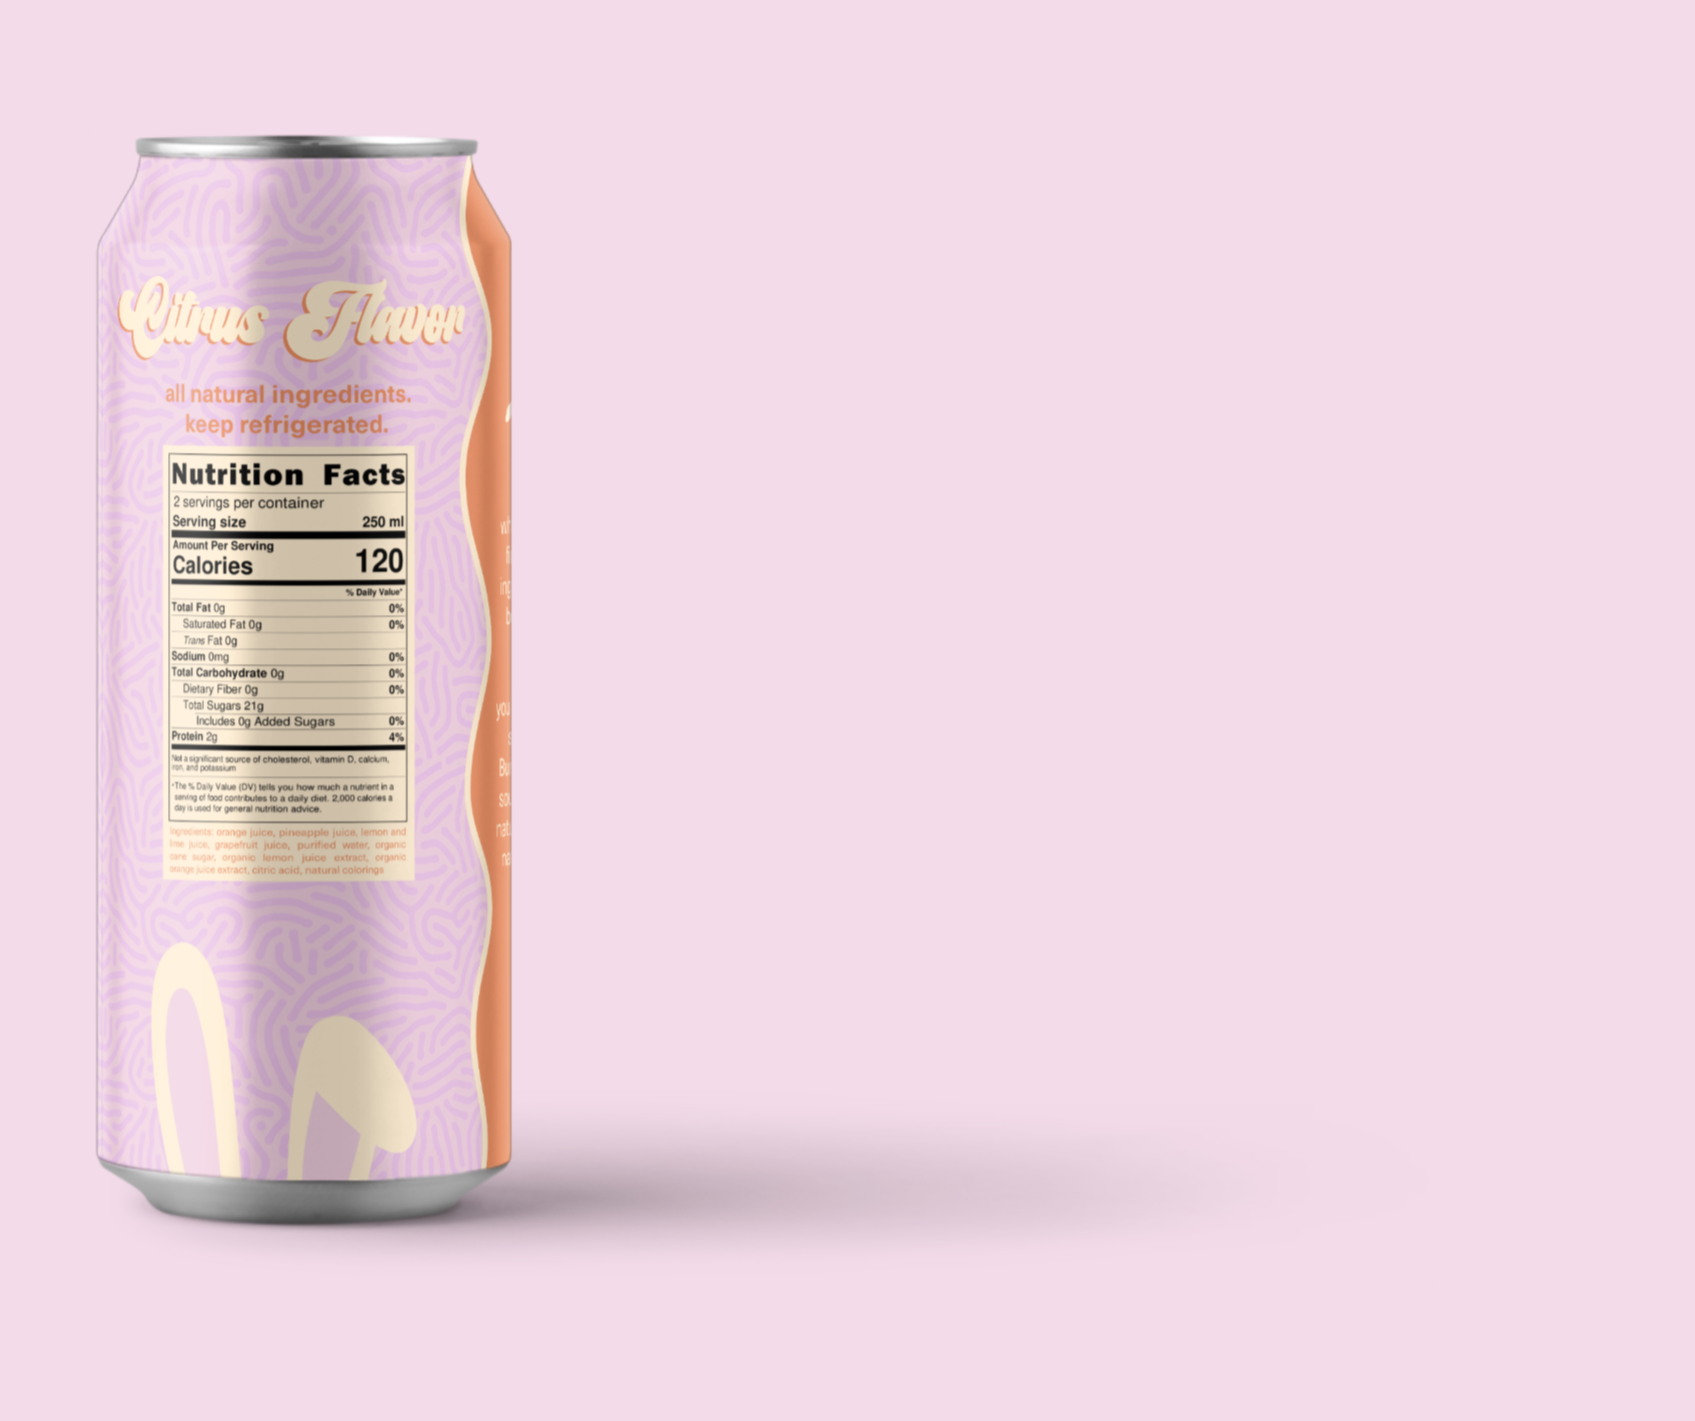 Citrus Flavor
all natural ingredients.
keep refrigerated.
Nutrition Facts
2 servings per container
Serving size 250 ml
Amount Per Serving
Calories 120
% Daily Value*
Total Fat 0g 0%
Saturated Fat 0g 0%
Trans Fat 0g
Sodium 0mg 0%
Total Carbohydrate 0g 0%
Dietary Fiber 0g 0%
Total Sugars 21g
Includes 0g Added Sugars 0%
Protein 2g 4%
Not a significant source of cholesterol, vitamin D, calcium,
iron, and potassium
*The % Daily Value (DV) tells you how much a nutrient in a
serving of food contributes to a daily diet. 2,000 calories a
day is used for general nutrition advice.
Ingredients: orange juice, pineapple juice, lemon and
lime juice, grapefruit juice, purified water, organic
cane sugar, organic lemon juice extract, organic
orange juice extract, citric acid, natural colorings